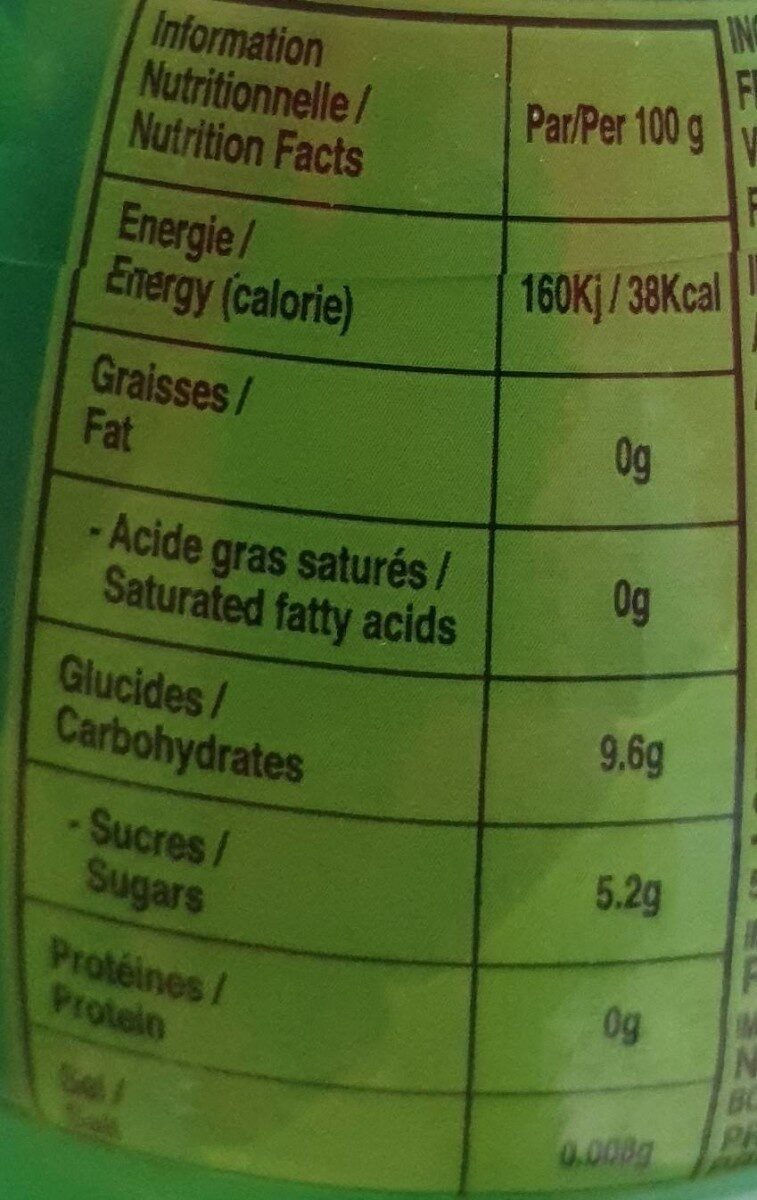 Information
Nutritionnelle /
Nutrition Facts
Par/Per 100 g
Energie /
Energy (calorie)
160Kj / 38Kcal
Graisses /
Fat
0g
- Acide gras saturés /
Saturated fatty acids
0g
Glucides /
Carbohydrates
9.6g
- Sucres /
Sugars
5.2g
Protéines /
Protein
0g
Sel /